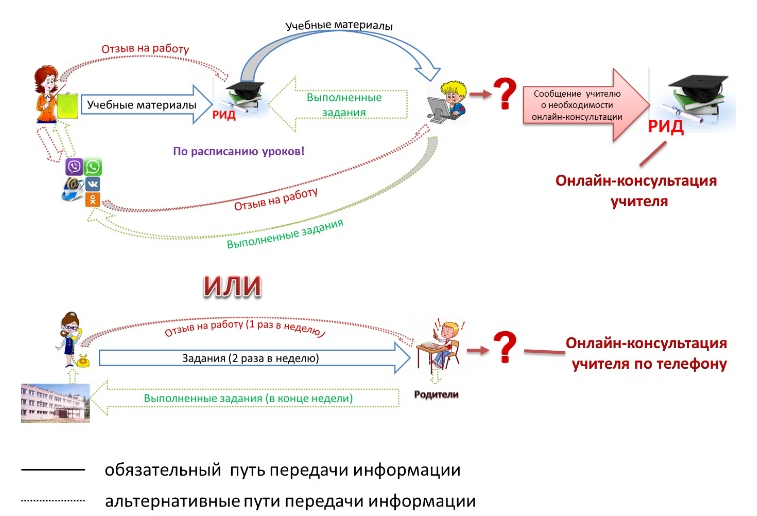 Учебные материалы
Отзыв на работу
Учебные материалы
РИД
Выполненные
задания
?
Сообщение учителю
о необходимости
онлайн-консультации
РИД
По расписанию уроков!
Онлайн-консультация
учителя
Отзыв на работу
Выполненные задания
ИЛИ
Отзыв на работу (1 раз в неделю)
Задания (2 раза в неделю)
?
Онлайн-консультация
учителя по телефону
Выполненные задания (в конце недели)
Родители
обязательный путь передачи информации
альтернативные пути передачи информации